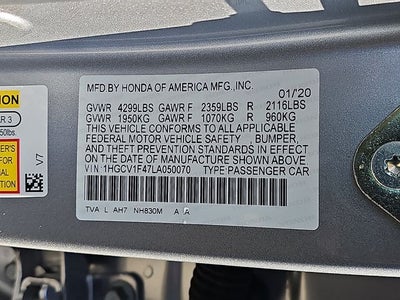 MFD.BY HONDA OF AMERICA MFG.,INC. 01/'20
GVWR 4299LBS GAWR F 2359LBS R 2116LBS
GVWR 1950KG GAWR F 1070KG R 960KG
THIS VEHICLE CONFORMS TO ALL APPLICABLE
FEDERAL MOTOR VEHICLE SAFETY, BUMPER,
AND THEFT PREVENTION STANDARDS IN EFFECT
ON THE DATE OF MANUFACTURE SHOWN ABOVE.
V I N: 1HGCV1F47LA050070 TYPE:PASSENGER CAR
TVA L AH7 NH830M A A
V7